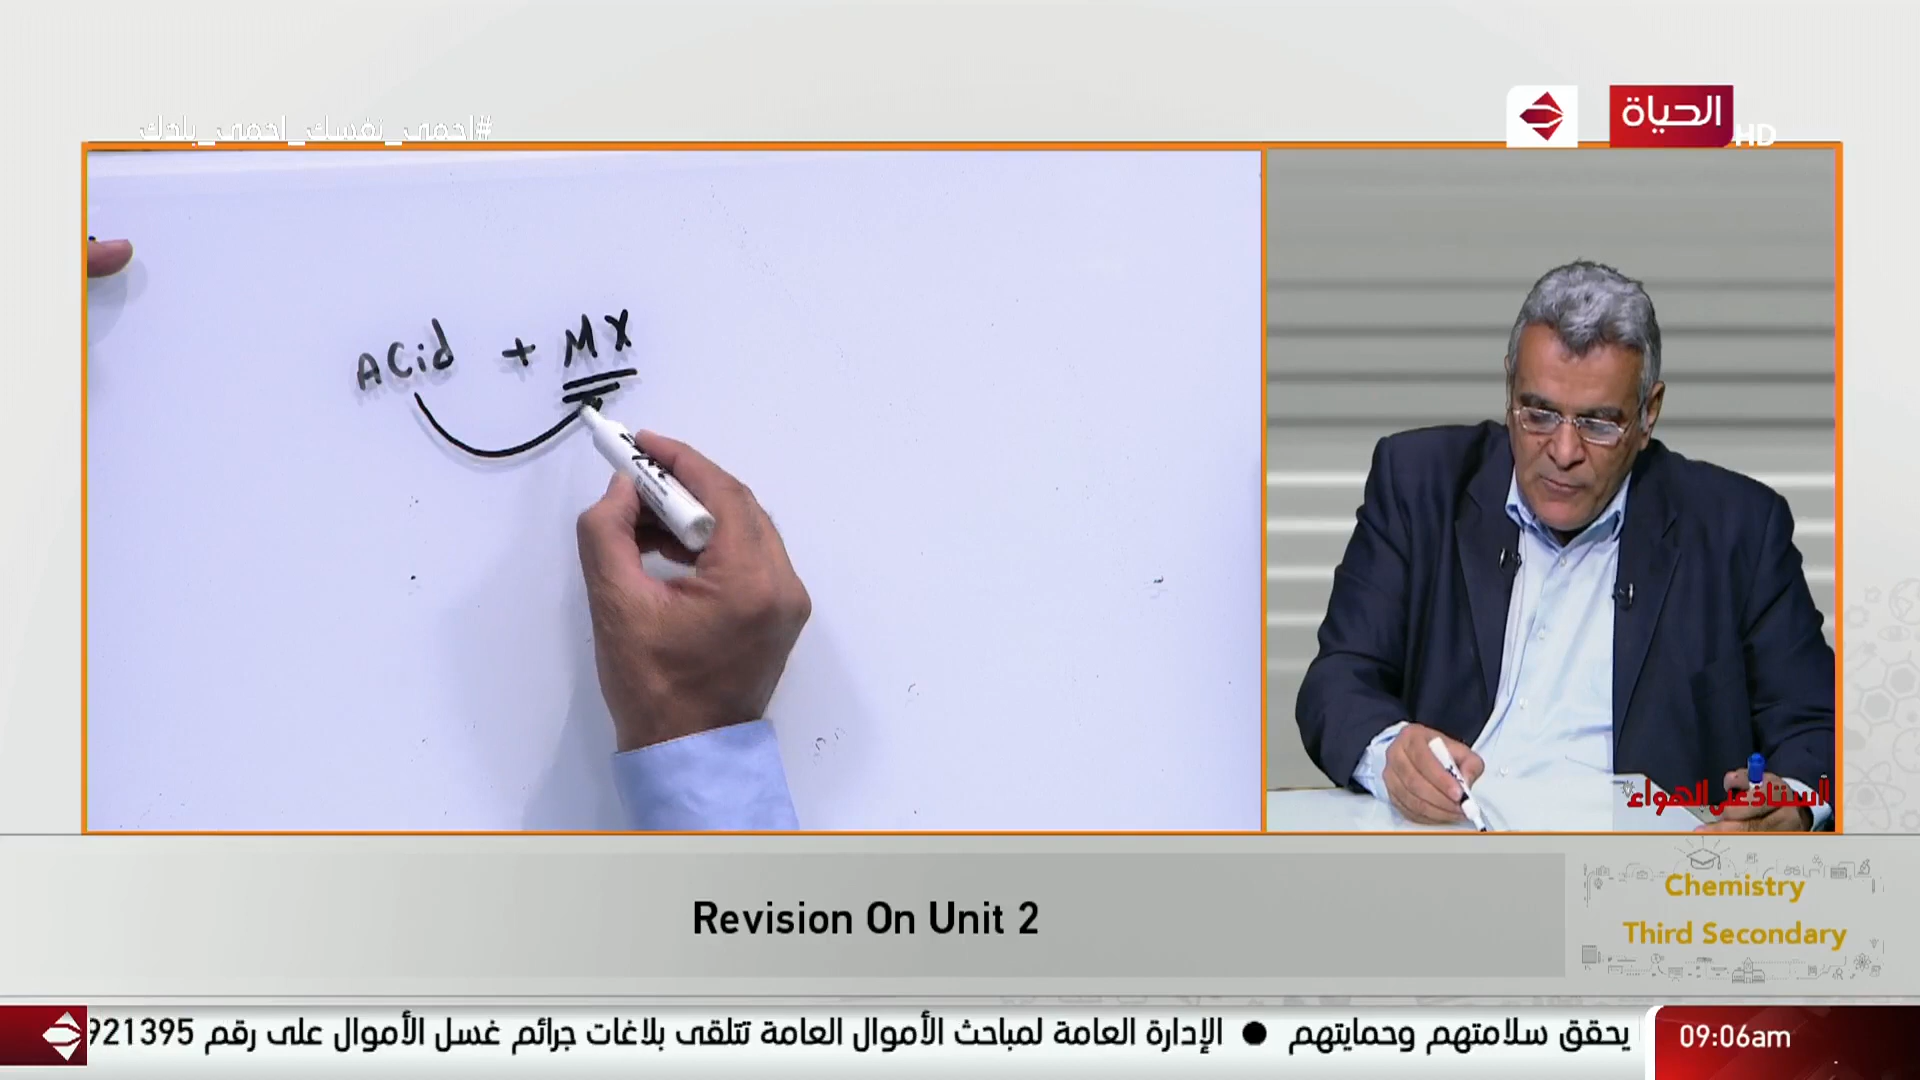 #احمي_نفسك_احمي_بلدك
الحياة
HD
ACid + MX
أستاذ على الهواء
Revision On Unit 2
Chemistry
Third Secondary
يحقق سلامتهم وحمايتهم ● الإدارة العامة لمباحث الأموال العامة تتلقى بلاغات جرائم غسل الأموال على رقم 921395
09:06am